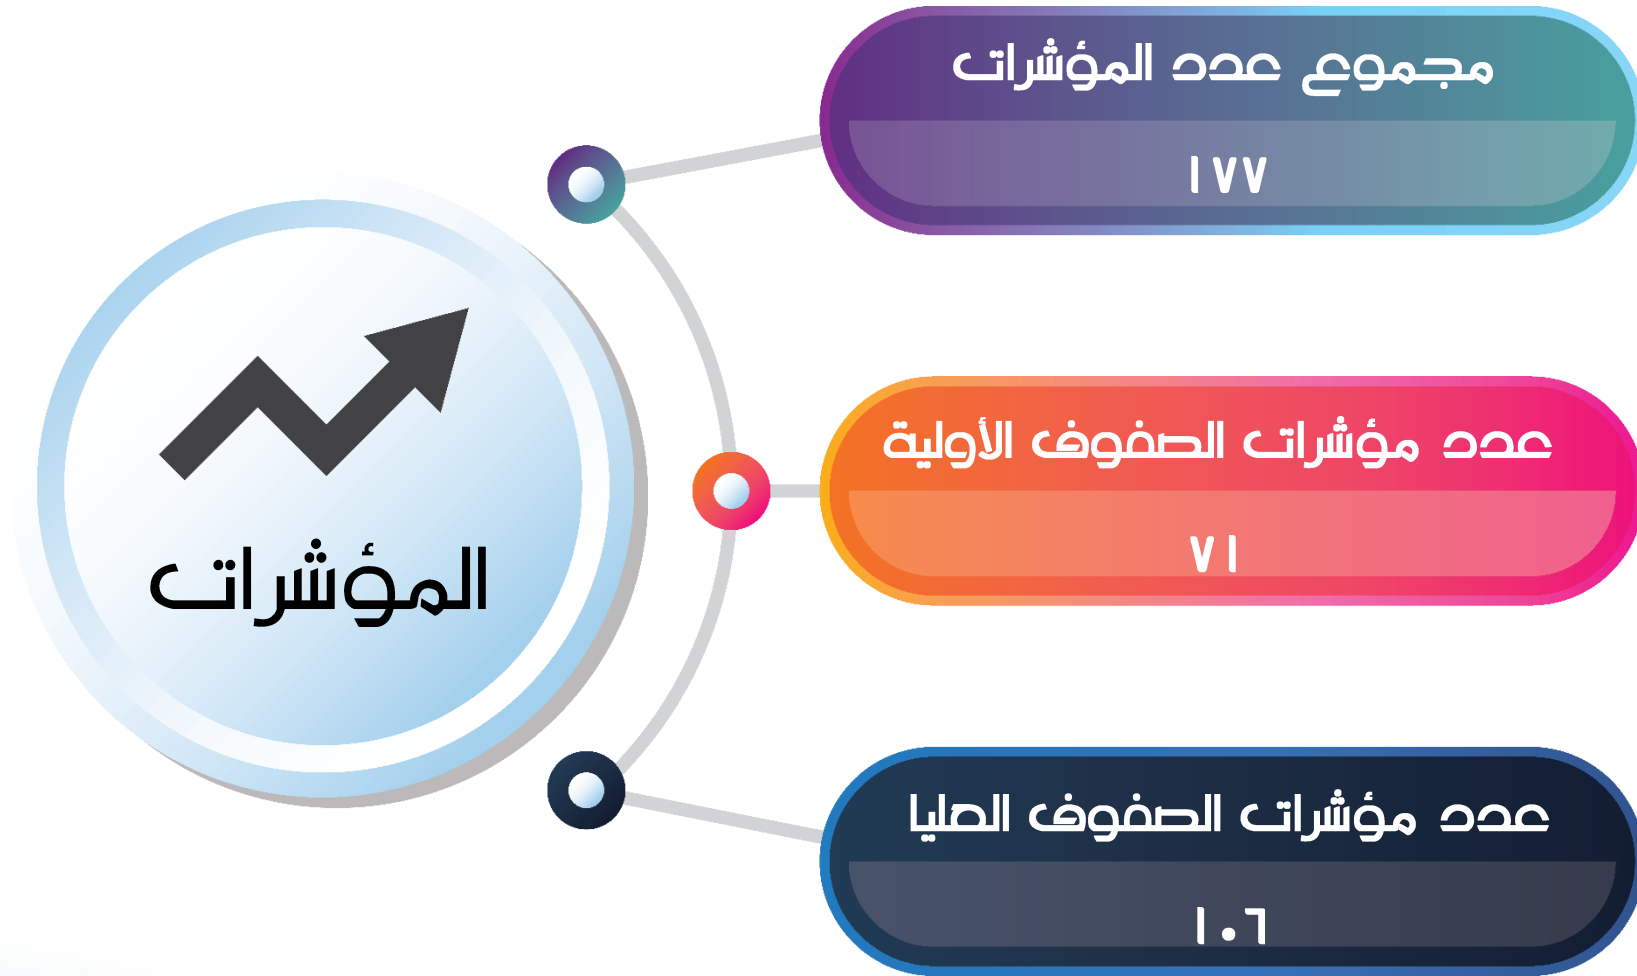 المؤشرات
مجموع عدد المؤشرات
١٧٧
عدد مؤشرات الصفوف الأولية
٧١
عدد مؤشرات الصفوف العليا
١٠٦